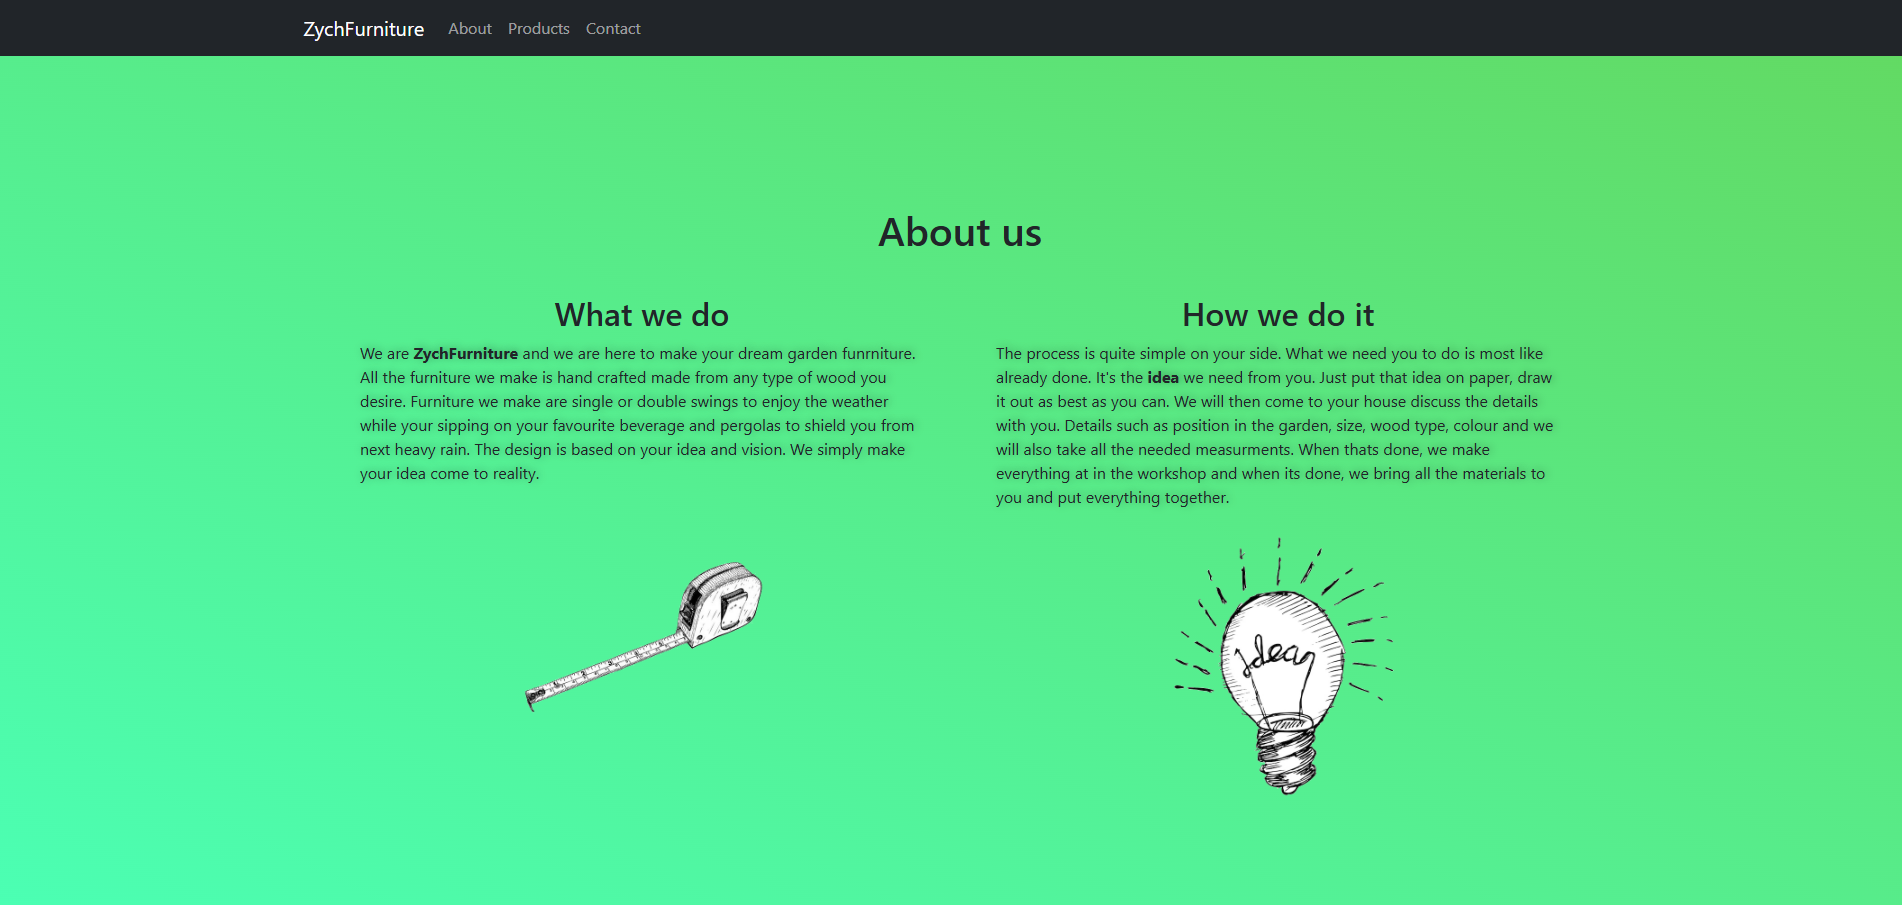 ZychFurniture About Products Contact
About us
What we do
We are ZychFurniture and we are here to make your dream garden funrniture.
All the furniture we make is hand crafted made from any type of wood you
desire. Furniture we make are single or double swings to enjoy the weather
while your sipping on your favourite beverage and pergolas to shield you from
next heavy rain. The design is based on your idea and vision. We simply make
your idea come to reality.
How we do it
The process is quite simple on your side. What we need you to do is most like
already done. It's the idea we need from you. Just put that idea on paper, draw
it out as best as you can. We will then come to your house discuss the details
with you. Details such as position in the garden, size, wood type, colour and we
will also take all the needed measurments. When thats done, we make
everything at in the workshop and when its done, we bring all the materials to
you and put everything together.
idea